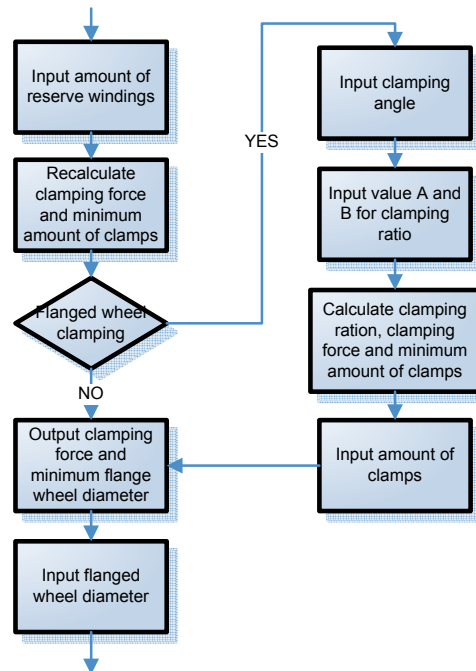 Input amount of
reserve windings
Recalculate
clamping force
and minimum
amount of clamps
Flanged wheel
clamping
YES
NO
Input clamping
angle
Input value A and
B for clamping
ratio
Calculate clamping
ration, clamping
force and minimum
amount of clamps
Input amount of
clamps
Output clamping
force and
minimum flange
wheel diameter
Input flanged
wheel diameter